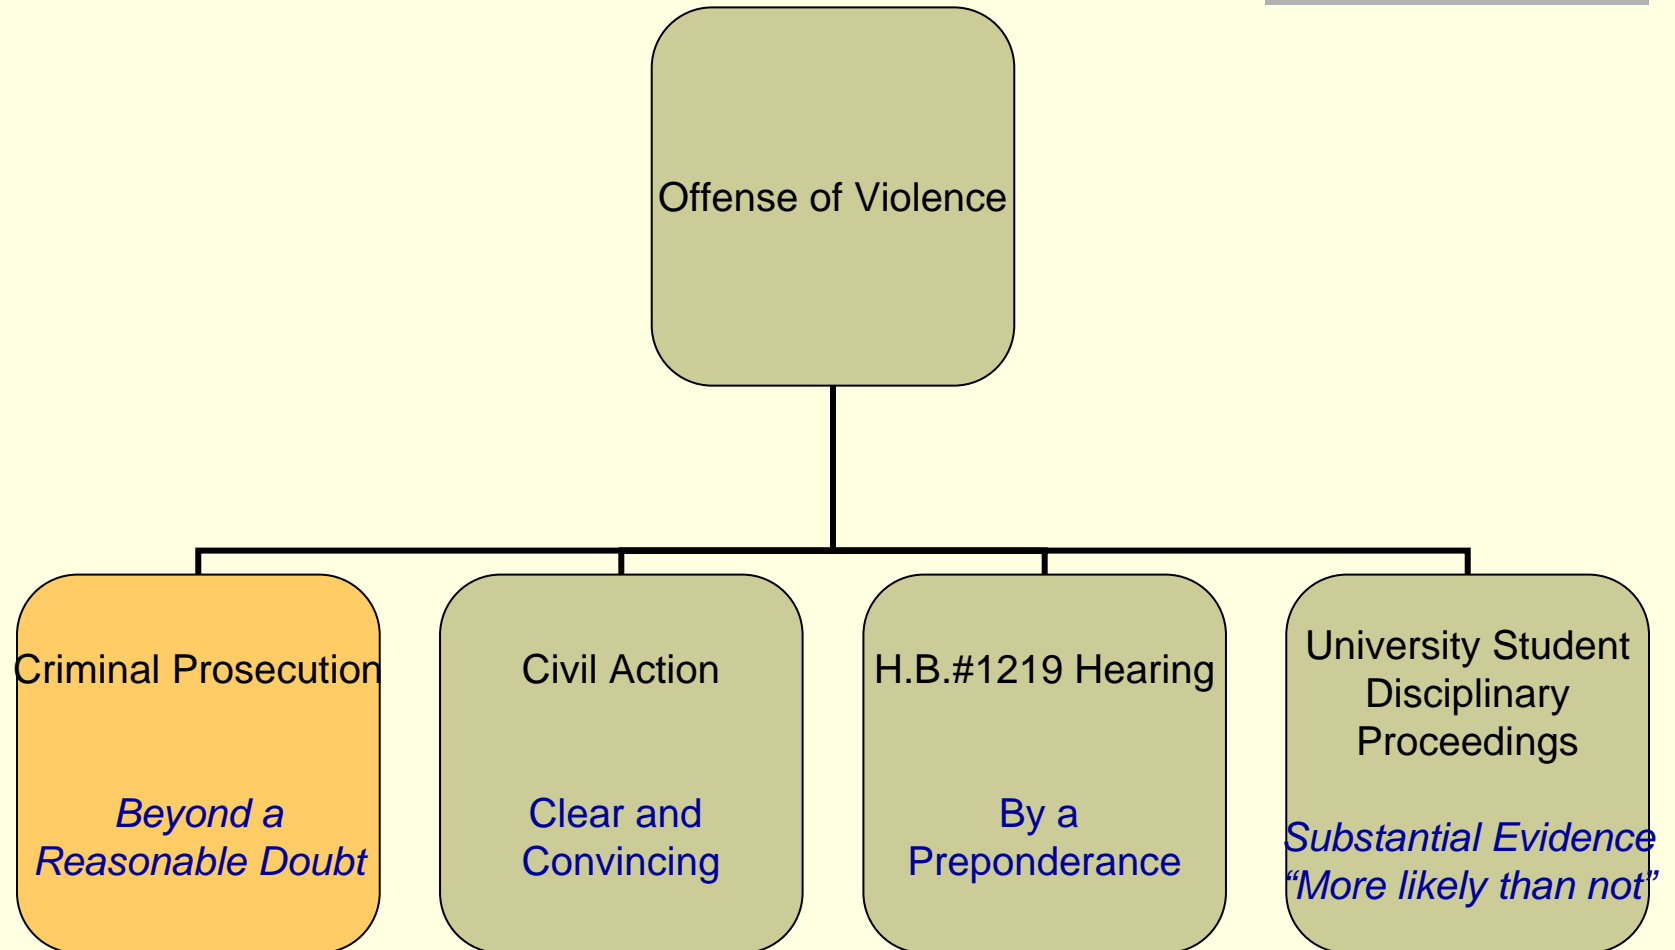 Offense of Violence
Criminal Prosecution
Beyond a
Reasonable Doubt
Civil Action
Clear and
Convincing
H.B.#1219 Hearing
By a
Preponderance
University Student
Disciplinary
Proceedings
Substantial Evidence
“More likely than not”